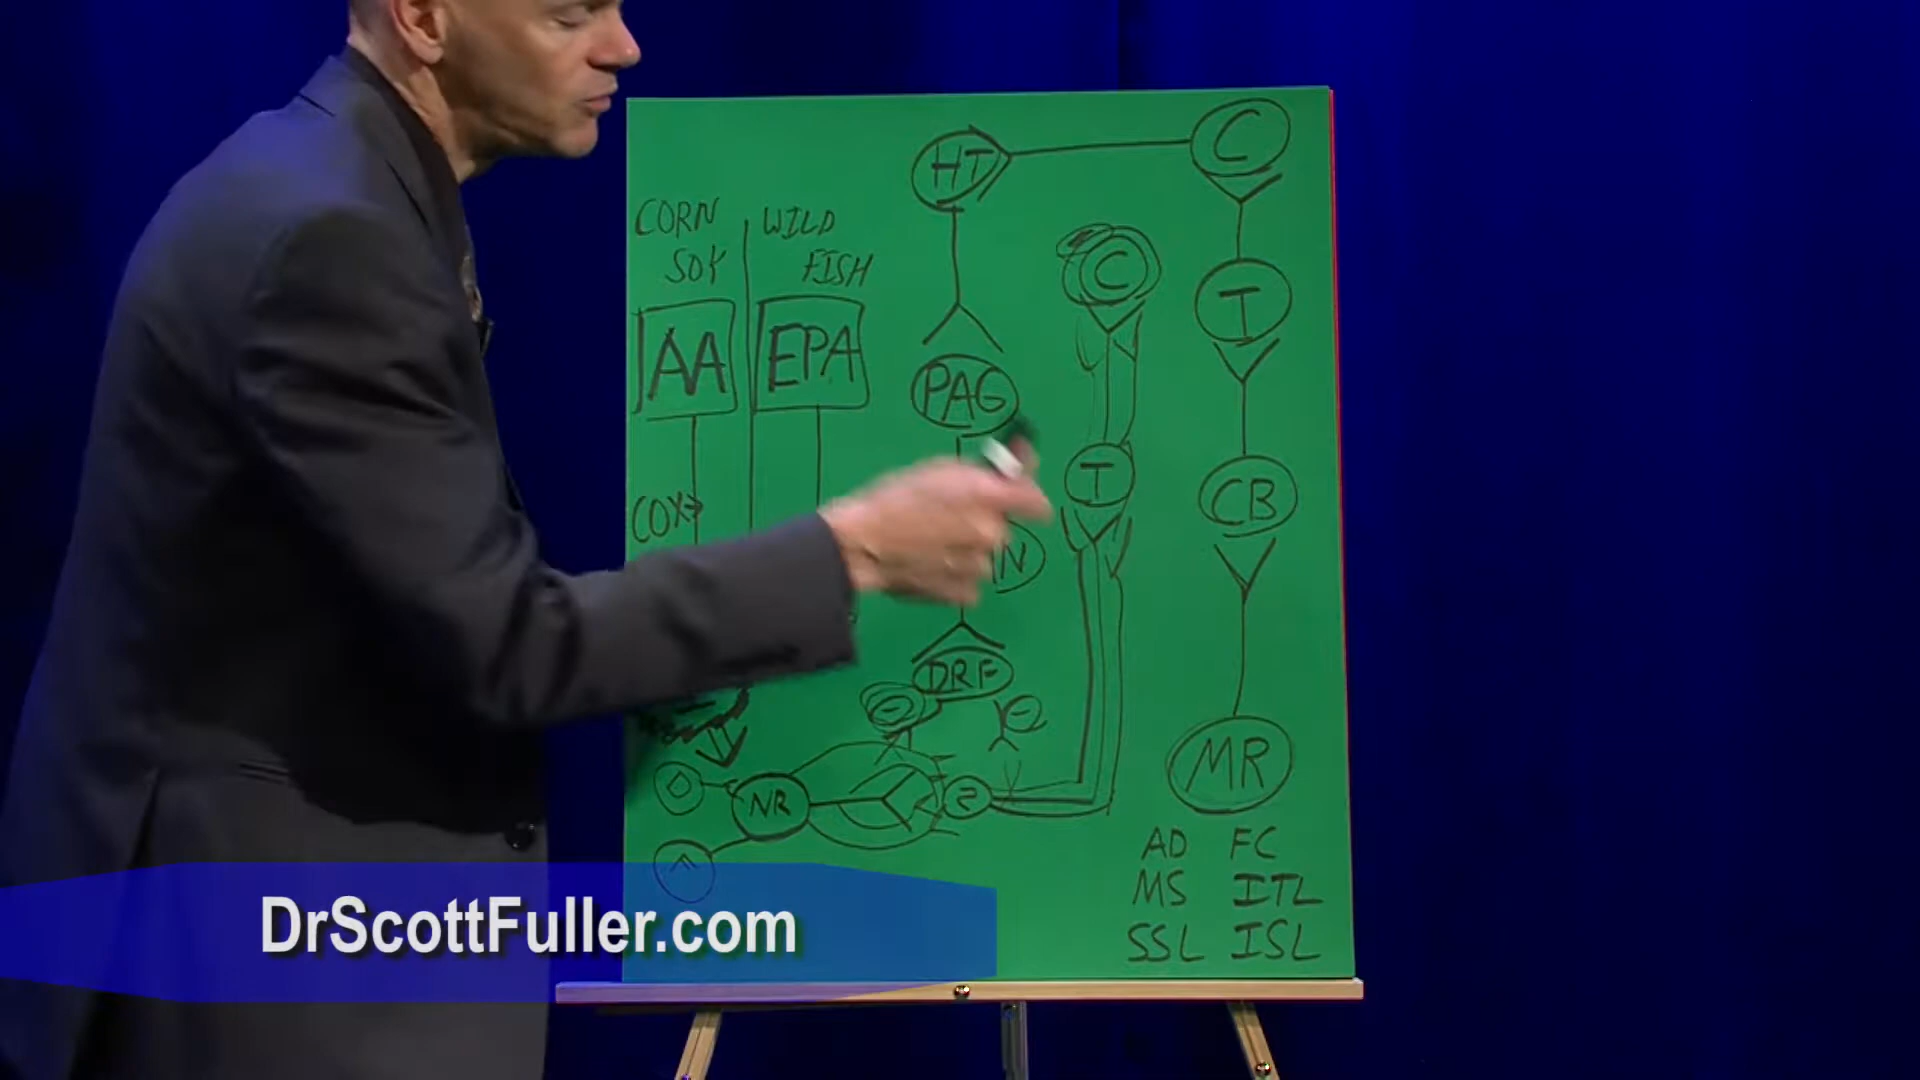 CORN
SOY
WILD
FISH
AA
EPA
COX
HT
C
PAG
C
T
T
CB
N
DRF
NR
2
MR
AD FC
MS ITL
SSL ISL
DrScottFuller.com